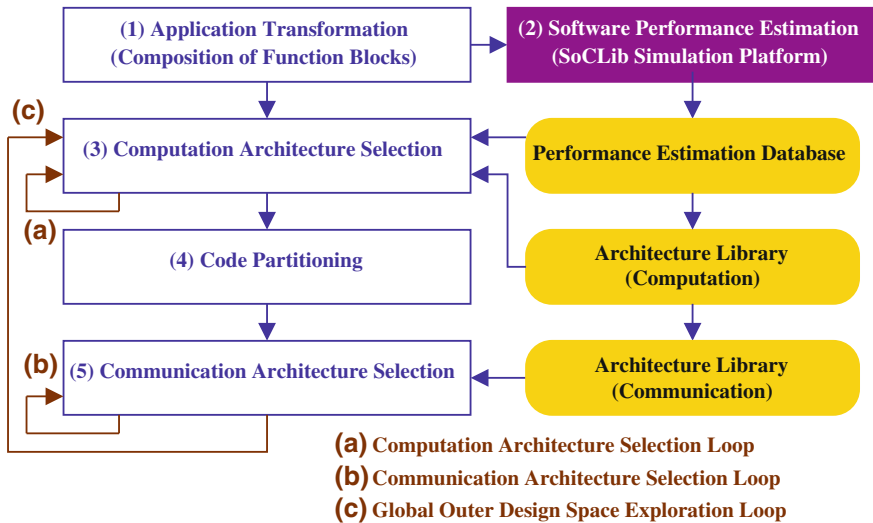 (1) Application Transformation
(Composition of Function Blocks)
(2) Software Performance Estimation
(SoCLib Simulation Platform)
(c)
(3) Computation Architecture Selection
Performance Estimation Database
(a)
(4) Code Partitioning
Architecture Library
(Computation)
(b)
(5) Communication Architecture Selection
Architecture Library
(Communication)
(a) Computation Architecture Selection Loop
(b) Communication Architecture Selection Loop
(c) Global Outer Design Space Exploration Loop